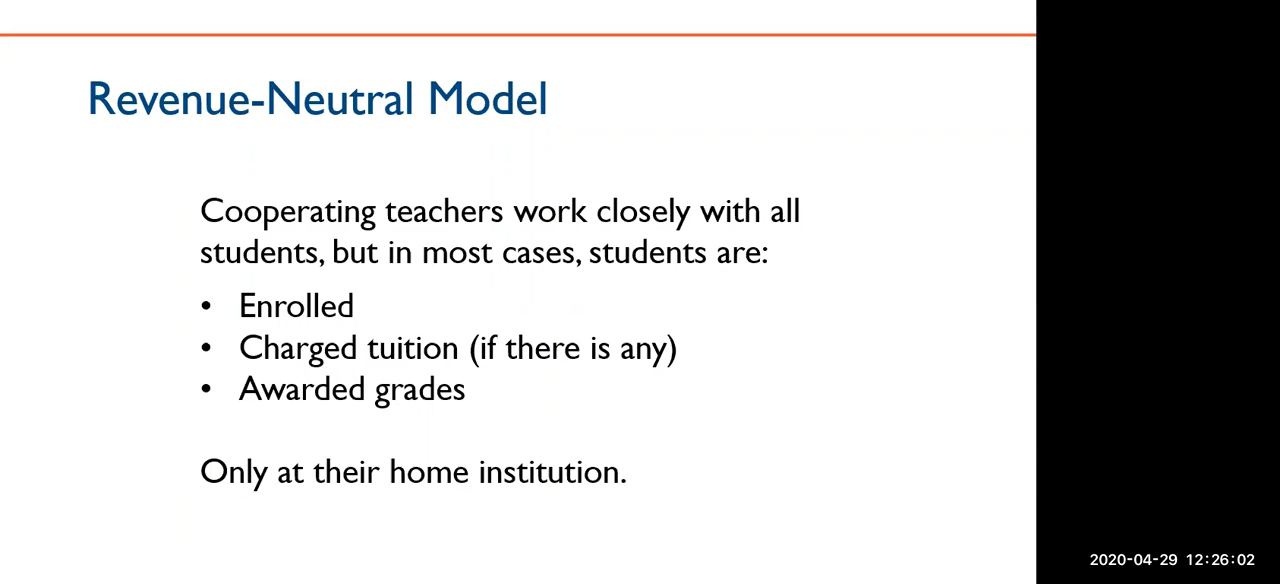 Revenue-Neutral Model
Cooperating teachers work closely with all
students, but in most cases, students are:
• Enrolled
• Charged tuition (if there is any)
• Awarded grades
Only at their home institution.
2020-04-29 12:26:02